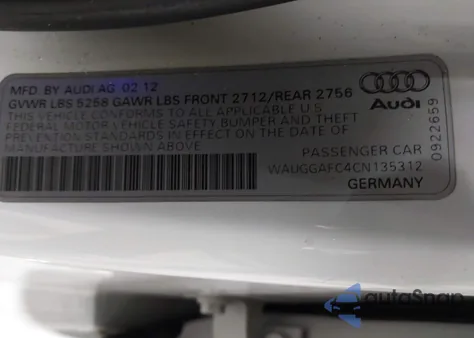 MFD. BY AUDI AG 02 12
GVWR LBS 5258 GAWR LBS FRONT 2712/REAR 2756
THIS VEHICLE CONFORMS TO ALL APPLICABLE U.S
FEDERAL MOTOR VEHICLE SAFETY BUMPER AND THEFT
PREVENTION STANDARDS IN EFFECT ON THE DATE OF
MANUFACTURE SHOWN ABOVE
PASSENGER CAR
WAUGGAFC4CN135312
GERMANY
Audi
0922659
autoSnap